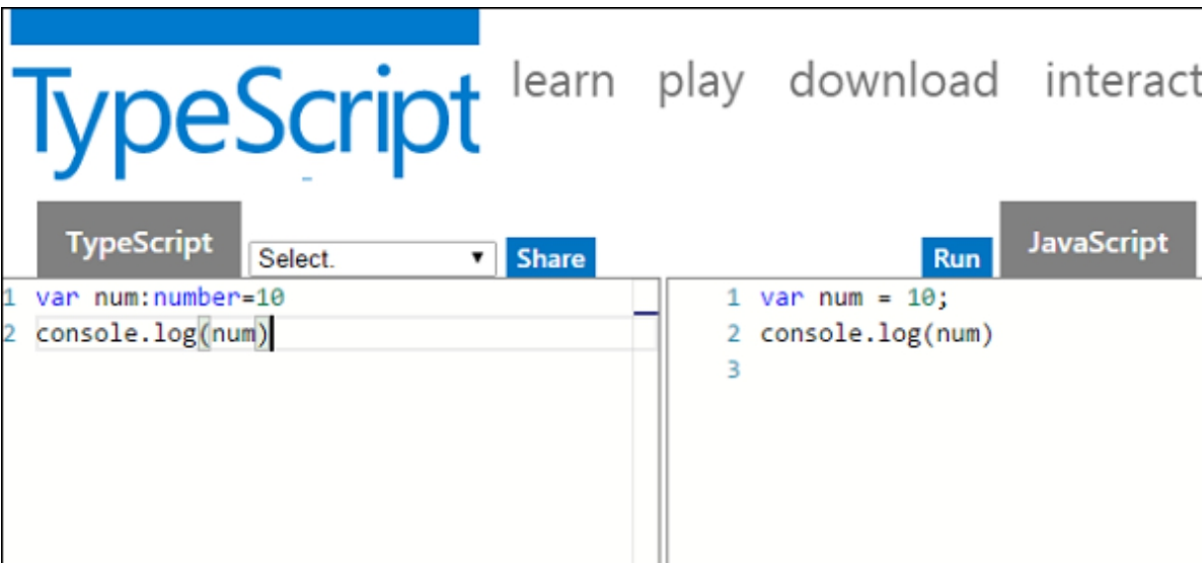 TypeScript learn play download interact
TypeScript Select. Share Run JavaScript
1 var num:number=10
2 console.log(num)
1 var num = 10;
2 console.log(num)
3